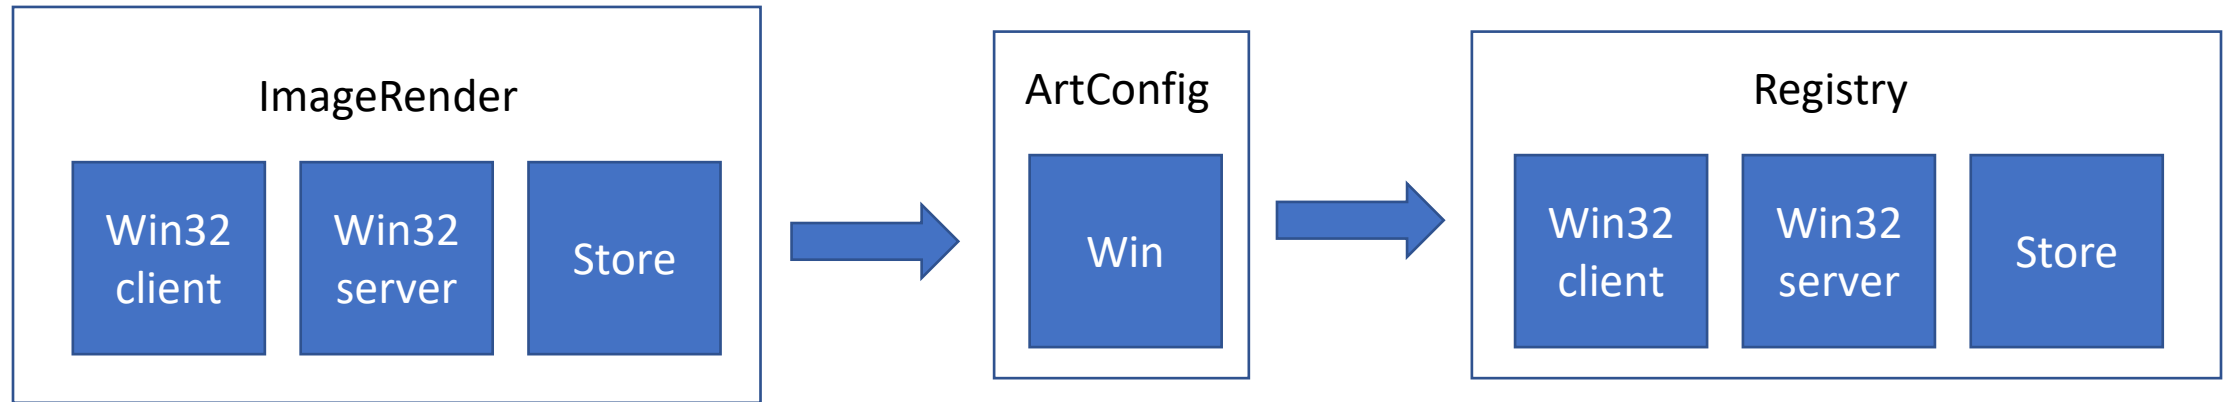 ImageRender
Win32
client
Win32
server
Store
ArtConfig
Win
Registry
Win32
client
Win32
server
Store